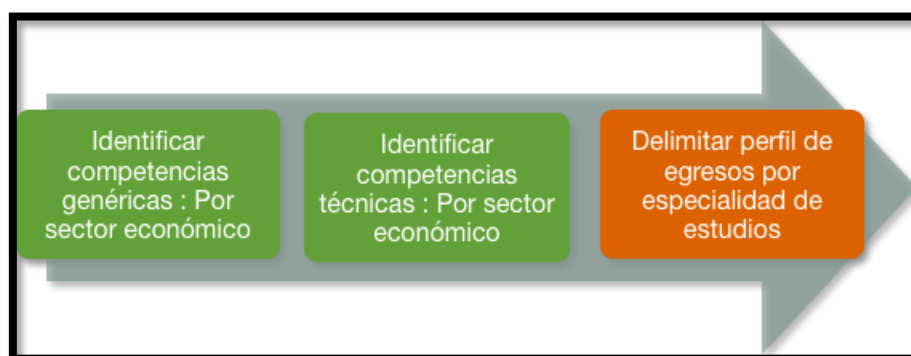 Identificar
competencias
genéricas : Por
sector económico
Identificar
competencias
técnicas : Por sector
económico
Delimitar perfil de
egresos por
especialidad de
estudios